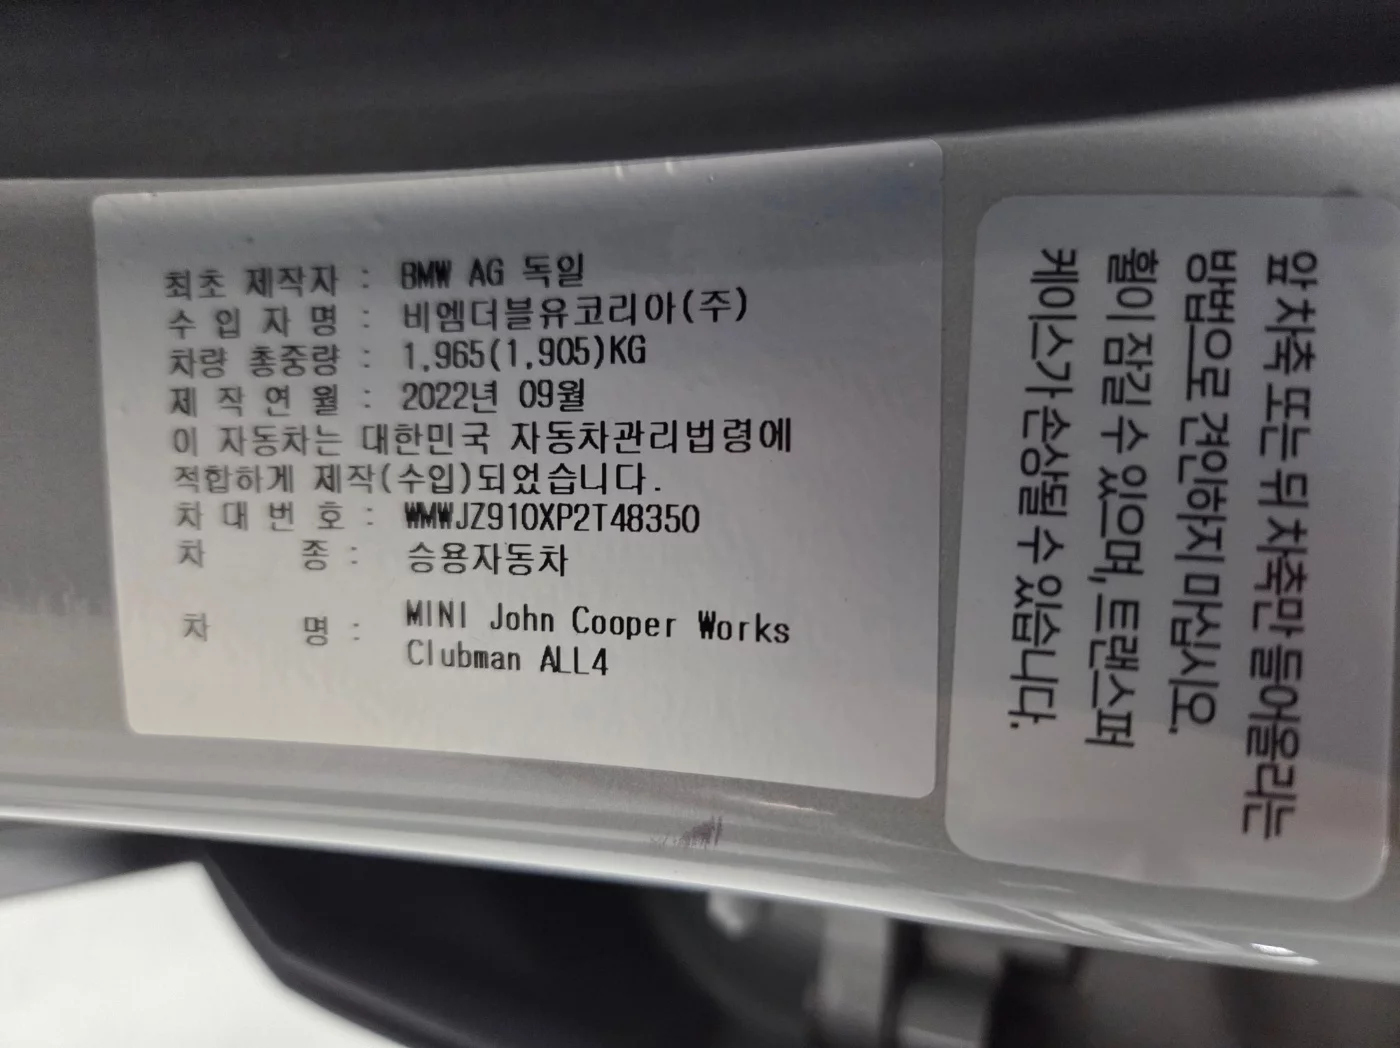 최초 제작자 : BMW AG 독일
수 입 자 명 : 비엠더블유코리아(주)
차량 총중량 : 1,965(1,905)KG
제 작 연 월 : 2022년 09월
이 자동차는 대한민국 자동차관리법령에
적합하게 제작(수입)되었습니다.
차 대 번 호 : WMWJZ910XP2T48350
차 종 : 승용자동차
차 명 : MINI John Cooper Works
Clubman ALL4
앞 차축 또는 뒤 차축만 들어올리는
방법으로 견인하지 마십시오.
휠이 잠길 수 있으며, 트랜스퍼
케이스가 손상될 수 있습니다.